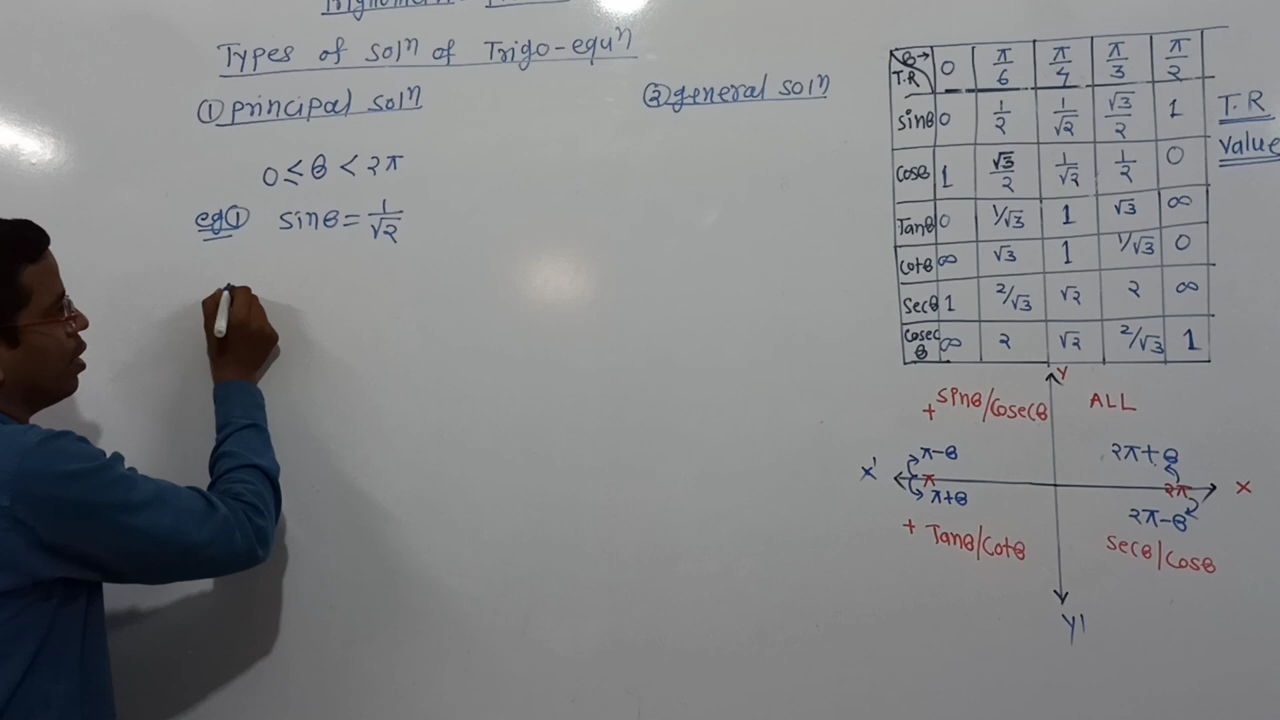 Types of solⁿ of Trigo-equⁿ
① principal solⁿ
② general solⁿ
0 ≤ θ < 2π
eg① sinθ = 1/√2
θ→ 0 π/6 π/4 π/3 π/2
T.R
sinθ 0 1/2 1/√2 √3/2 1
cosθ 1 √3/2 1/√2 1/2 0
Tanθ 0 1/√3 1 √3 ∞
cotθ ∞ √3 1 1/√3 0
secθ 1 2/√3 √2 2 ∞
cosecθ ∞ 2 √2 2/√3 1
T.R
value
Y
+ sinθ/cosecθ ALL
π-θ 2π+θ
X' π 2π X
π+θ 2π-θ
+ Tanθ/cotθ secθ/cosθ
Y'